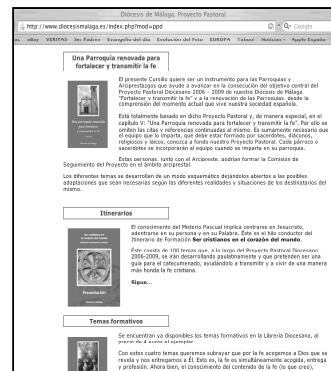 Diócesis de Málaga. Proyecto Pastoral
http://www.diocesismalaga.es/index.php?mod=ppd
Google
eBay VERITAS 3er Padres Evangelio del día Evolución del Foto EUROPA Yahoo! Noticias Apple España
Una Parroquia renovada para
fortalecer y transmitir la fe
El presente Cursillo quiere ser un instrumento para las Parroquias y
Arciprestazgos que ayude a avanzar en la consecución del objetivo central del
Proyecto Pastoral Diocesano 2006 - 2009 de nuestra Diócesis de Málaga
"Fortalecer y transmitir la fe" y a la renovación de las Parroquias, desde la
comprensión del momento actual que vive nuestra sociedad española.
Está totalmente basado en dicho Proyecto Pastoral y, de manera especial, en el
capítulo V: "Una Parroquia renovada para fortalecer y transmitir la fe". Por ello se
omiten las citas y referencias continuadas al mismo. Es sumamente necesario que
el equipo que lo imparta, que debe estar formado por sacerdotes, diáconos,
religiosos y laicos, conozca a fondo nuestro Proyecto Pastoral. Cada párroco o
sacerdotes se incorporarán al equipo cuando se imparta en su parroquia.
Estas personas, junto con el Arcipreste, podrían formar la Comisión de
Seguimiento del Proyecto en el ámbito arciprestal.
Los diferentes temas se desarrollan de un modo esquemático dejándolos abiertos a las posibles
adaptaciones que sean necesarias según las diferentes realidades y situaciones de los destinatarios del
mismo.
Itinerarios
El conocimiento del Misterio Pascual implica centrarse en Jesucristo,
adentrarse en su persona y en su Palabra. Éste es el hilo conductor del
Itinerario de Formación Ser cristianos en el corazón del mundo.
Éste consta de 100 temas que, a lo largo del Proyecto Pastoral Diocesano
2006-2009, se irán desarrollando paulatinamente y que pretenden ser una
guía para el catecumenado, ayudándolo a transmitir y a vivir de una manera
más honda la fe cristiana.
Sigue...
Presentación
Temas formativos
Se encuentran ya disponibles los temas formativos en la Librería Diocesana, al
precio de 4 euros el ejemplar
Con estos cuatro temas queremos subrayar que por la fe acogemos a Dios que se
revela y nos entregamos a Él. Esto es, la fe es simultáneamente acogida, entrega
y profesión. Ahora bien, el conocimiento del contenido de la fe (lo que creo),